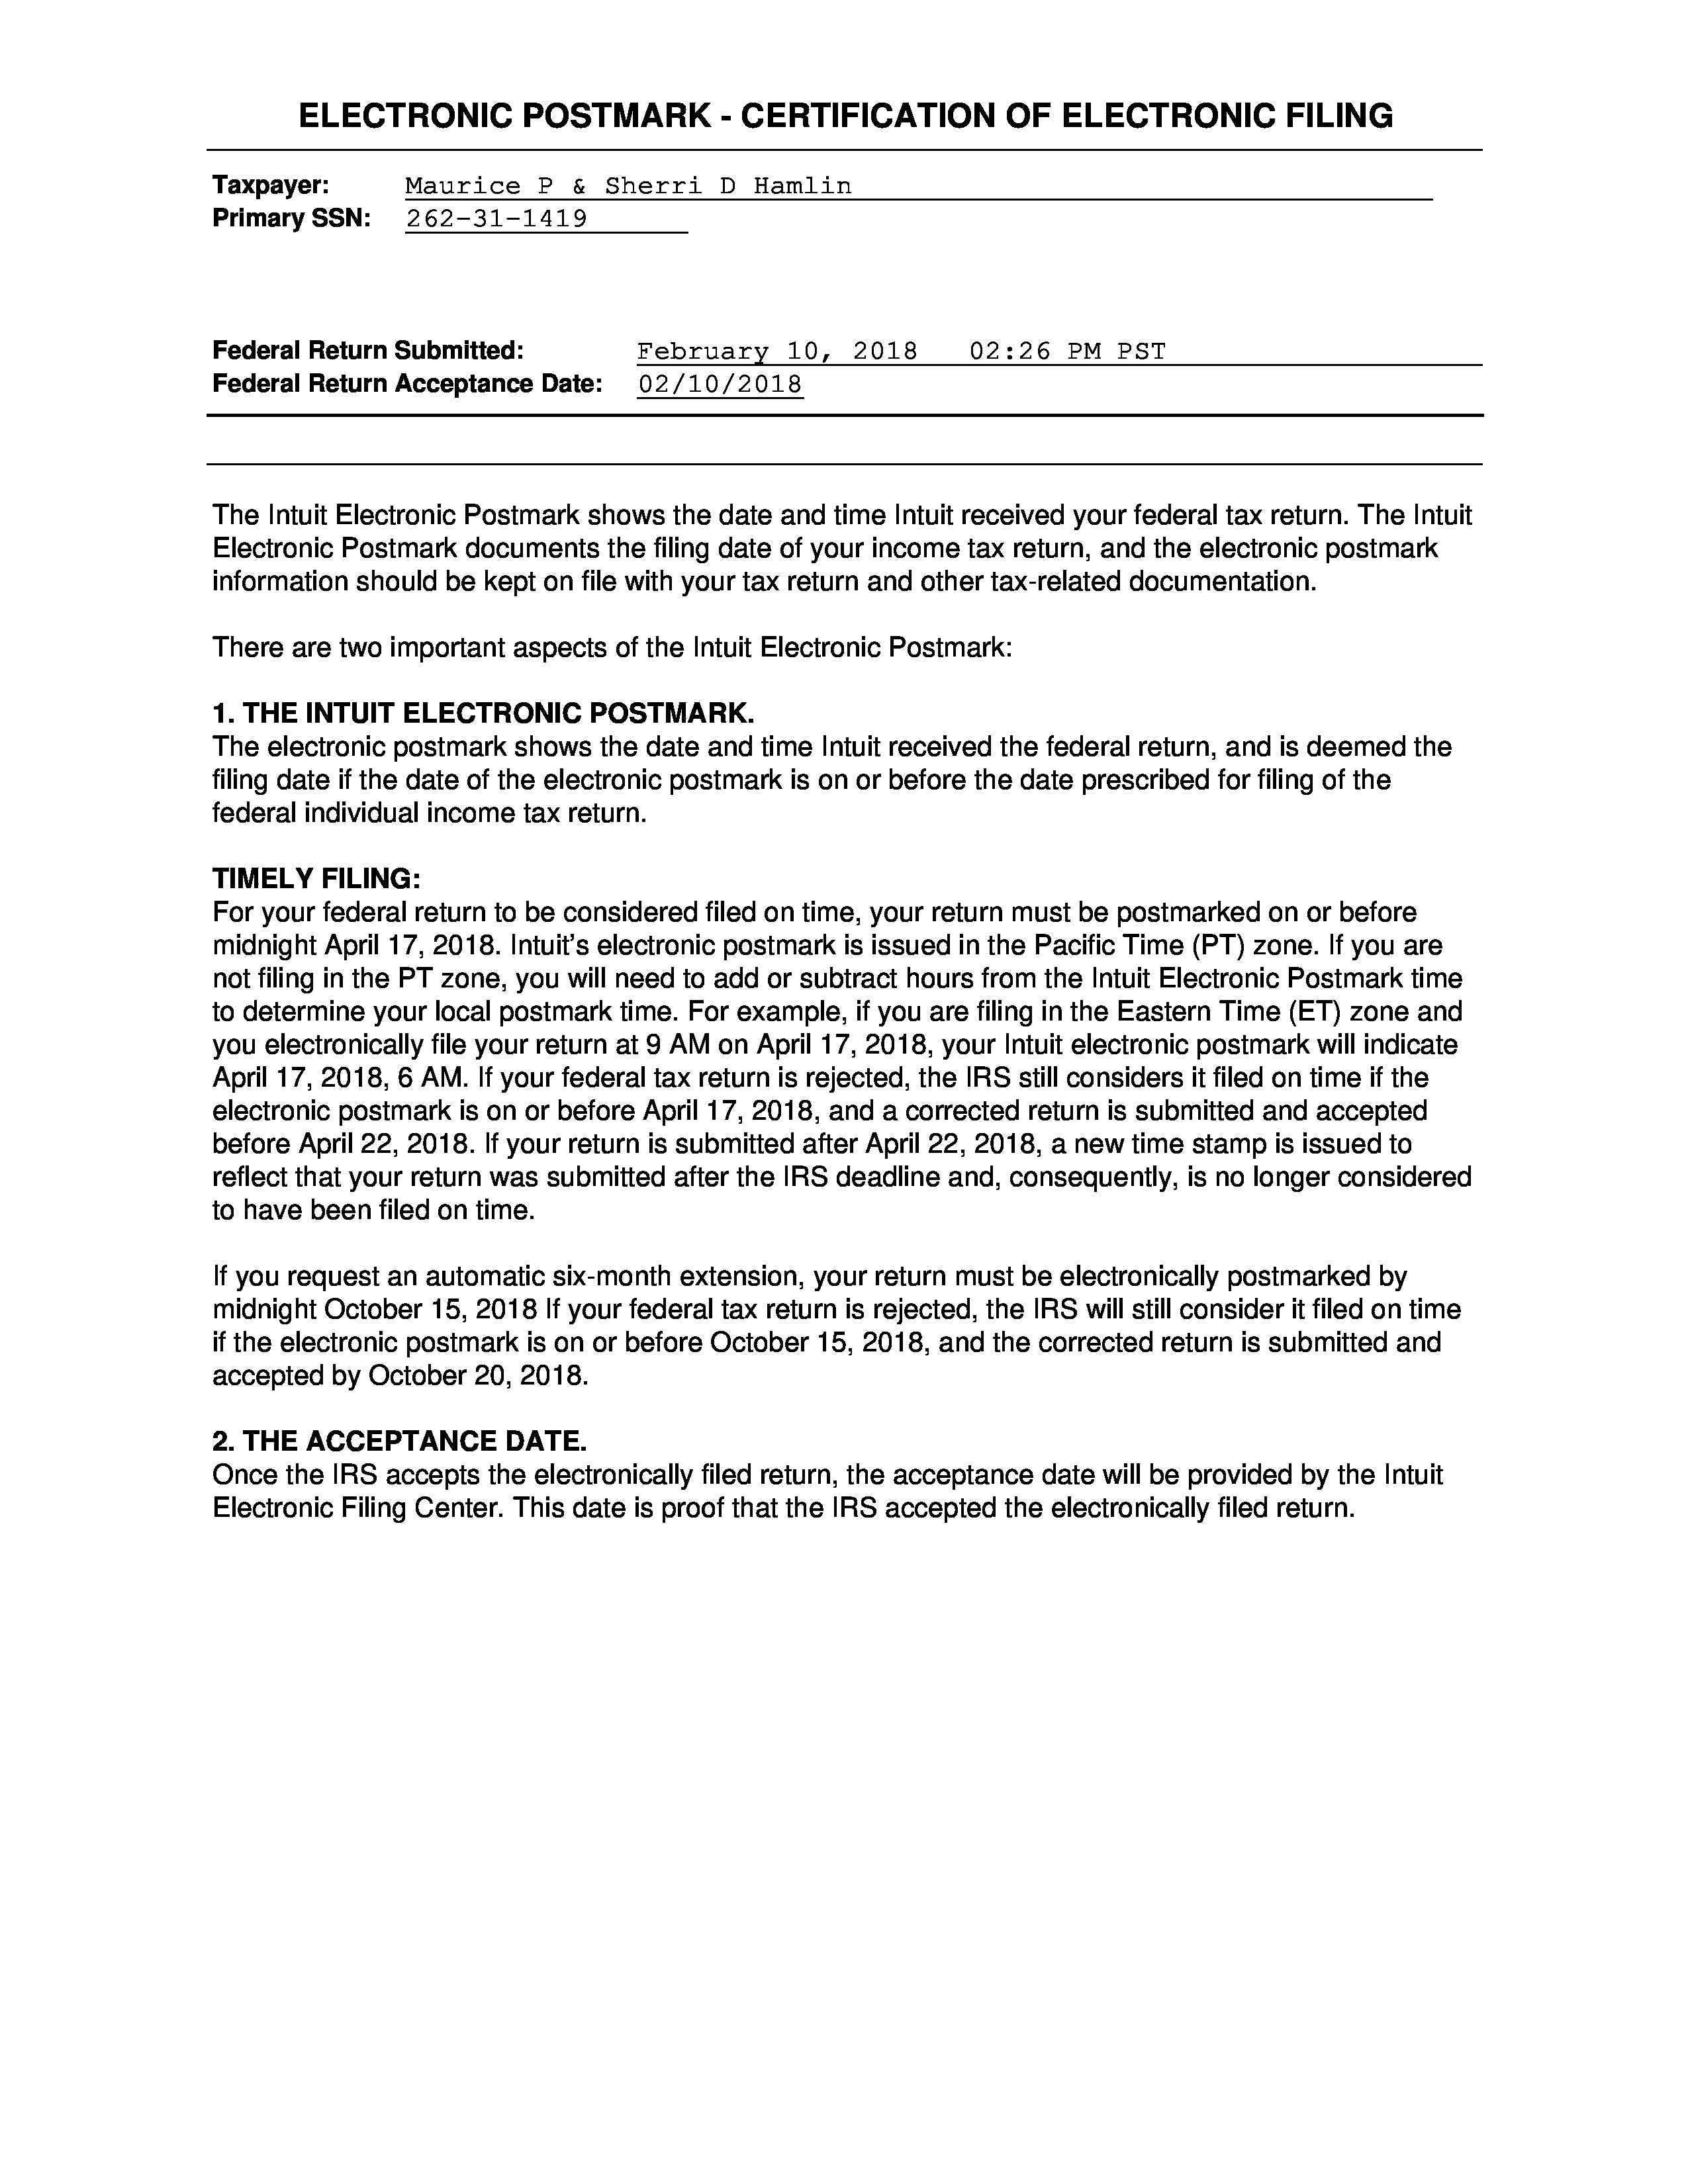 ELECTRONIC POSTMARK - CERTIFICATION OF ELECTRONIC FILING
Taxpayer: Maurice P & Sherri D Hamlin
Primary SSN: 262-31-1419
Federal Return Submitted: February 10, 2018 02:26 PM PST
Federal Return Acceptance Date: 02/10/2018
The Intuit Electronic Postmark shows the date and time Intuit received your federal tax return. The Intuit
Electronic Postmark documents the filing date of your income tax return, and the electronic postmark
information should be kept on file with your tax return and other tax-related documentation.
There are two important aspects of the Intuit Electronic Postmark:
1. THE INTUIT ELECTRONIC POSTMARK.
The electronic postmark shows the date and time Intuit received the federal return, and is deemed the
filing date if the date of the electronic postmark is on or before the date prescribed for filing of the
federal individual income tax return.
TIMELY FILING:
For your federal return to be considered filed on time, your return must be postmarked on or before
midnight April 17, 2018. Intuit's electronic postmark is issued in the Pacific Time (PT) zone. If you are
not filing in the PT zone, you will need to add or subtract hours from the Intuit Electronic Postmark time
to determine your local postmark time. For example, if you are filing in the Eastern Time (ET) zone and
you electronically file your return at 9 AM on April 17, 2018, your Intuit electronic postmark will indicate
April 17, 2018, 6 AM. If your federal tax return is rejected, the IRS still considers it filed on time if the
electronic postmark is on or before April 17, 2018, and a corrected return is submitted and accepted
before April 22, 2018. If your return is submitted after April 22, 2018, a new time stamp is issued to
reflect that your return was submitted after the IRS deadline and, consequently, is no longer considered
to have been filed on time.
If you request an automatic six-month extension, your return must be electronically postmarked by
midnight October 15, 2018 If your federal tax return is rejected, the IRS will still consider it filed on time
if the electronic postmark is on or before October 15, 2018, and the corrected return is submitted and
accepted by October 20, 2018.
2. THE ACCEPTANCE DATE.
Once the IRS accepts the electronically filed return, the acceptance date will be provided by the Intuit
Electronic Filing Center. This date is proof that the IRS accepted the electronically filed return.